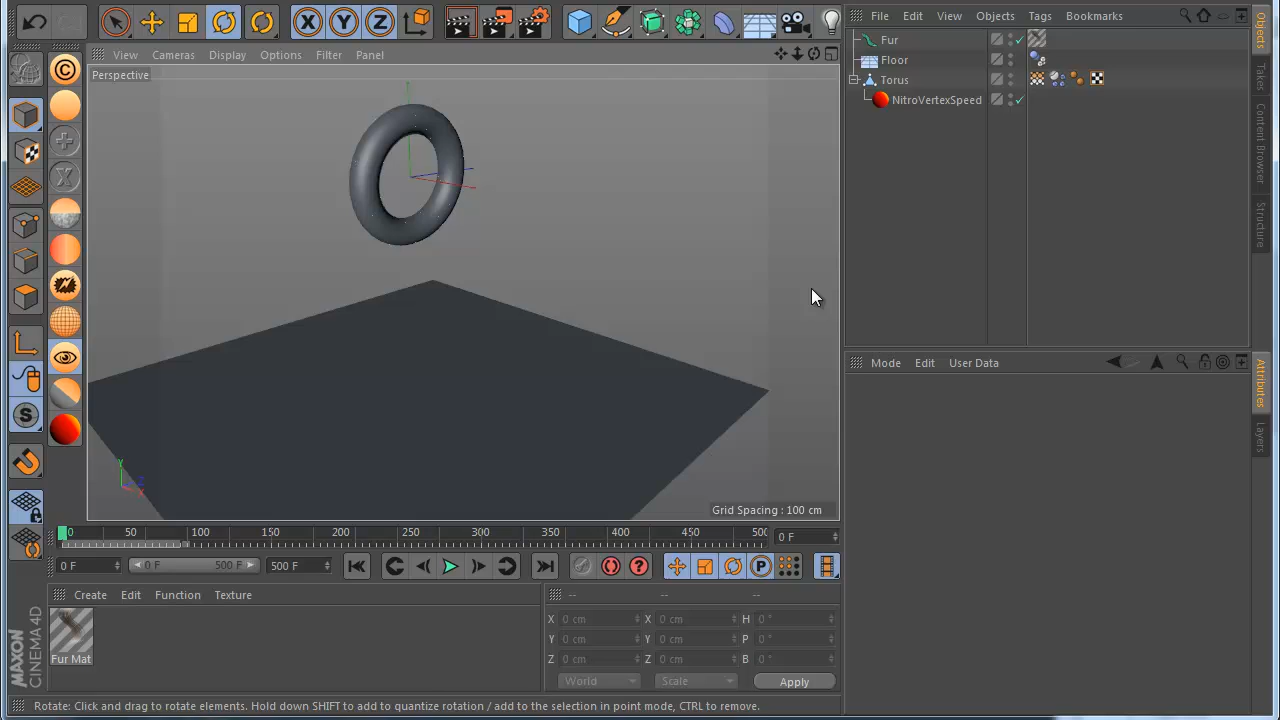 File Edit View Objects Tags Bookmarks
Objects
Takes
Content Browser
Structure
Fur
Floor
Torus
NitroVertexSpeed
View Cameras Display Options Filter Panel
Perspective
Y
Z
X
Grid Spacing : 100 cm
Mode Edit User Data
Attributes
Layers
0 50 100 150 200 250 300 350 400 450 500
0 F
0 F 0 F 500 F 500 F
Create Edit Function Texture
Fur Mat
-- -- --
X 0 cm X 0 cm H 0 °
Y 0 cm Y 0 cm P 0 °
Z 0 cm Z 0 cm B 0 °
World Scale Apply
MAXON
CINEMA 4D
Rotate: Click and drag to rotate elements. Hold down SHIFT to add to quantize rotation / add to the selection in point mode, CTRL to remove.